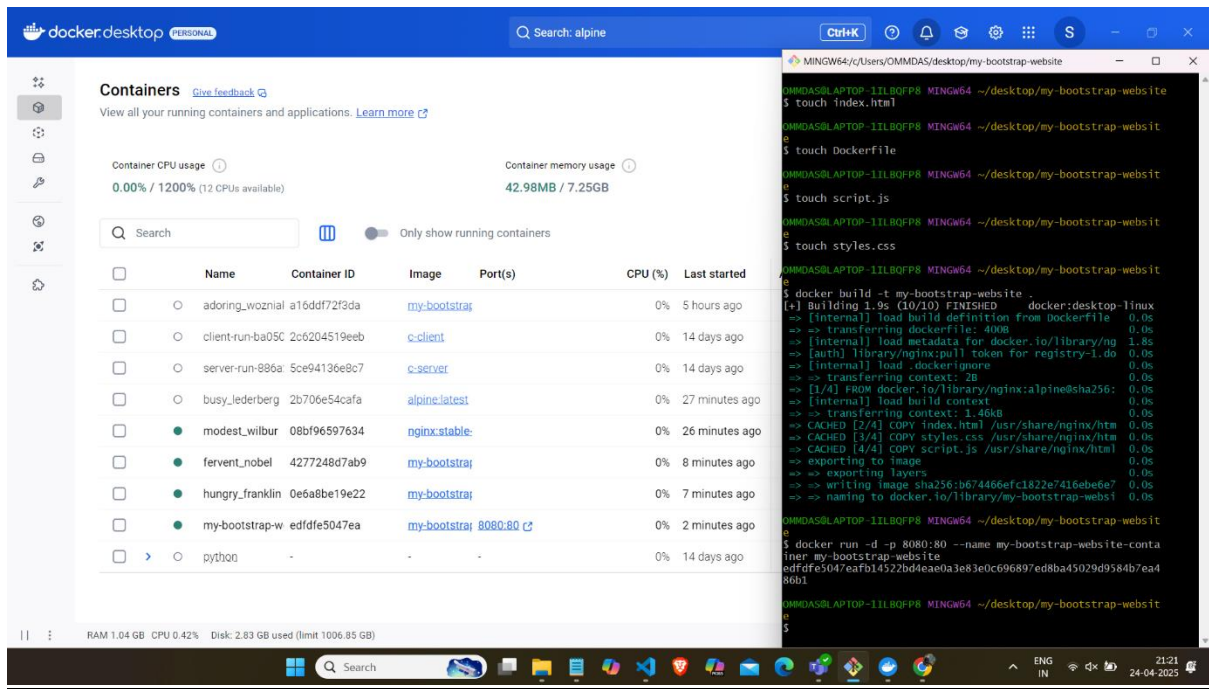 docker.desktop PERSONAL
Search: alpine
Ctrl+K
S
Containers Give feedback
View all your running containers and applications. Learn more
Container CPU usage
0.00% / 1200% (12 CPUs available)
Container memory usage
42.98MB / 7.25GB
Search
Only show running containers
Name Container ID Image Port(s) CPU (%) Last started
adoring_woznial a16ddf72f3da my-bootstrap 0% 5 hours ago
client-run-ba050 2c6204519eeb c-client 0% 14 days ago
server-run-886a: 5ce94136e8c7 c-server 0% 14 days ago
busy_lederberg 2b706e54cafa alpine:latest 0% 27 minutes ago
modest_wilbur 08bf96597634 nginx:stable- 0% 26 minutes ago
fervent_nobel 4277248d7ab9 my-bootstrap 0% 8 minutes ago
hungry_franklin 0e6a8be19e22 my-bootstrap 0% 7 minutes ago
my-bootstrap-w edfdfe5047ea my-bootstrap 8080:80 0% 2 minutes ago
python - - - 0% 14 days ago
RAM 1.04 GB CPU 0.42% Disk: 2.83 GB used (limit 1006.85 GB)
MINGW64:/c/Users/OMMDAS/desktop/my-bootstrap-website
OMMDAS@LAPTOP-1ILBQFP8 MINGW64 ~/desktop/my-bootstrap-website
$ touch index.html
OMMDAS@LAPTOP-1ILBQFP8 MINGW64 ~/desktop/my-bootstrap-websit
e
$ touch Dockerfile
OMMDAS@LAPTOP-1ILBQFP8 MINGW64 ~/desktop/my-bootstrap-websit
e
$ touch script.js
OMMDAS@LAPTOP-1ILBQFP8 MINGW64 ~/desktop/my-bootstrap-websit
e
$ touch styles.css
OMMDAS@LAPTOP-1ILBQFP8 MINGW64 ~/desktop/my-bootstrap-websit
e
$ docker build -t my-bootstrap-website .
[+] Building 1.9s (10/10) FINISHED docker:desktop-linux
=> [internal] load build definition from Dockerfile 0.0s
=> => transferring dockerfile: 400B 0.0s
=> [internal] load metadata for docker.io/library/ng 1.8s
=> [auth] library/nginx:pull token for registry-1.do 0.0s
=> [internal] load .dockerignore 0.0s
=> => transferring context: 2B 0.0s
=> [1/4] FROM docker.io/library/nginx:alpine@sha256: 0.0s
=> [internal] load build context 0.0s
=> => transferring context: 1.46kB 0.0s
=> CACHED [2/4] COPY index.html /usr/share/nginx/htm 0.0s
=> CACHED [3/4] COPY styles.css /usr/share/nginx/htm 0.0s
=> CACHED [4/4] COPY script.js /usr/share/nginx/html 0.0s
=> exporting to image 0.0s
=> => exporting layers 0.0s
=> => writing image sha256:b674466efc1822e7416ebe6e7 0.0s
=> => naming to docker.io/library/my-bootstrap-websi 0.0s
OMMDAS@LAPTOP-1ILBQFP8 MINGW64 ~/desktop/my-bootstrap-websit
e
$ docker run -d -p 8080:80 --name my-bootstrap-website-conta
iner my-bootstrap-website
edfdfe5047eafb14522bd4eae0a3e83e0c696897ed8ba45029d9584b7ea4
86b1
OMMDAS@LAPTOP-1ILBQFP8 MINGW64 ~/desktop/my-bootstrap-websit
e
$
Search
ENG
IN
21:21
24-04-2025